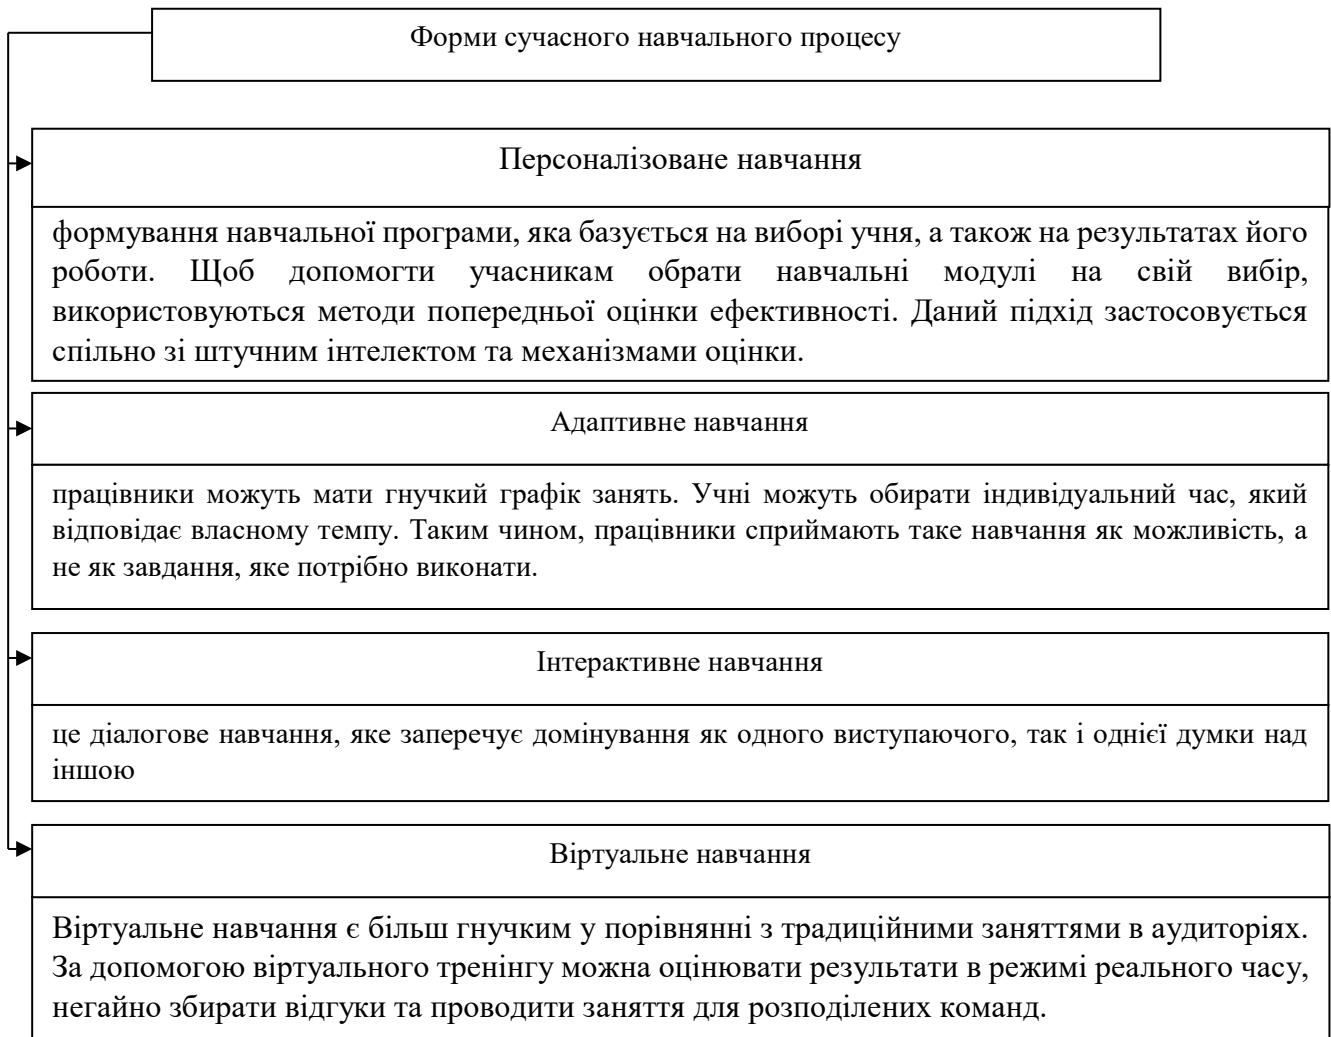 Форми сучасного навчального процесу
Персоналізоване навчання
формування навчальної програми, яка базується на виборі учня, а також на результатах його
роботи. Щоб допомогти учасникам обрати навчальні модулі на свій вибір,
використовуються методи попередньої оцінки ефективності. Даний підхід застосовується
спільно зі штучним інтелектом та механізмами оцінки.
Адаптивне навчання
працівники можуть мати гнучкий графік занять. Учні можуть обирати індивідуальний час, який
відповідає власному темпу. Таким чином, працівники сприймають таке навчання як можливість, а
не як завдання, яке потрібно виконати.
Інтерактивне навчання
це діалогове навчання, яке заперечує домінування як одного виступаючого, так і однієї думки над
іншою
Віртуальне навчання
Віртуальне навчання є більш гнучким у порівнянні з традиційними заняттями в аудиторіях.
За допомогою віртуального тренінгу можна оцінювати результати в режимі реального часу,
негайно збирати відгуки та проводити заняття для розподілених команд.